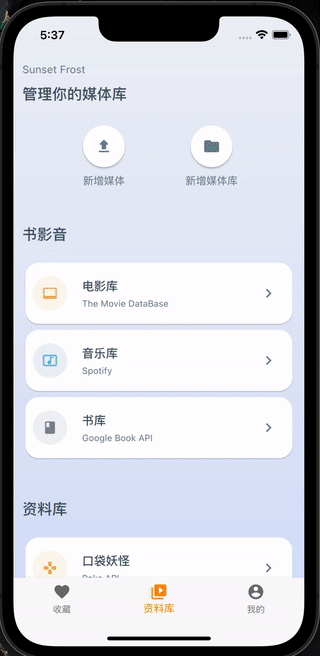 5:37
Sunset Frost
管理你的媒体库
新增媒体
新增媒体库
书影音
电影库
The Movie DataBase
音乐库
Spotify
书库
Google Book API
资料库
口袋妖怪
Poke API
收藏
资料库
我的